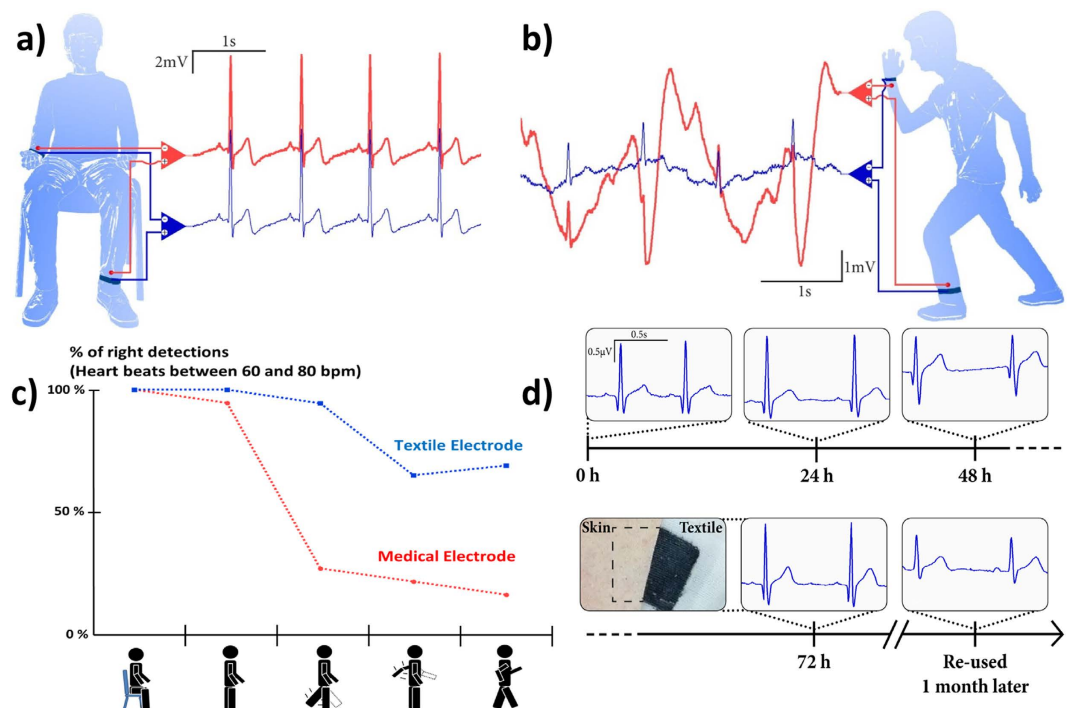 a)
1s
2mV
b)
1mV
1s
% of right detections
(Heart beats between 60 and 80 bpm)
c)
100 %
50 %
0 %
Textile Electrode
Medical Electrode
d)
0.5s
0.5µV
0 h
24 h
48 h
Skin
Textile
72 h
Re-used
1 month later